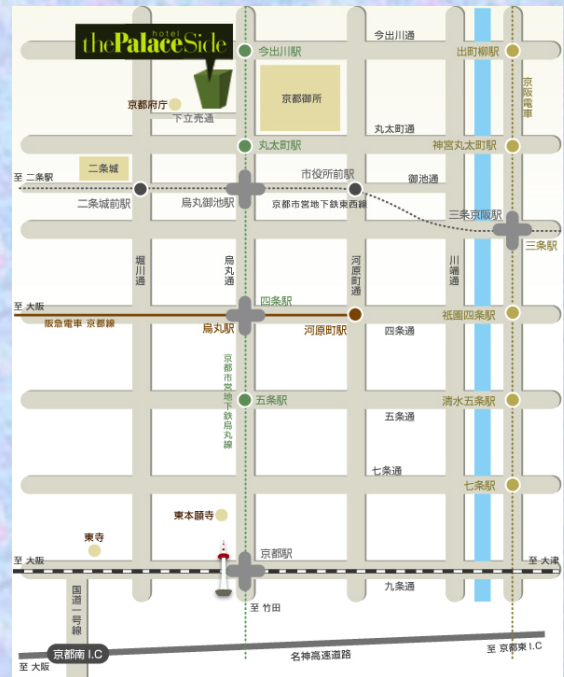 hotel
thePalaceSide
今出川通
今出川駅
出町柳駅
京阪電車
京都御所
京都府庁
下立売通
丸太町通
丸太町駅
神宮丸太町駅
二条城
至 二条駅
市役所前駅
御池通
二条城前駅
烏丸御池駅
京都市営地下鉄東西線
三条京阪駅
三条駅
堀川通
烏丸通
河原町通
川端通
四条駅
至 大阪
阪急電車 京都線
烏丸駅
河原町駅
四条通
祇園四条駅
京都市営地下鉄烏丸線
五条駅
清水五条駅
五条通
七条通
七条駅
東本願寺
東寺
京都駅
至 大阪
至 大津
九条通
国道一号線
至 竹田
京都南 I.C
名神高速道路
至 京都東 I.C
至 大阪